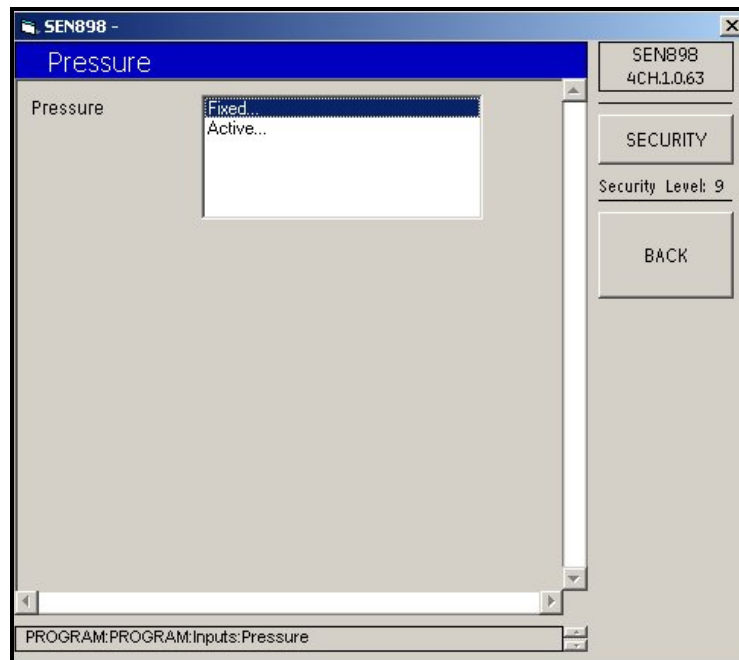 SEN898 -
Pressure
Pressure
Fixed...
Active...
SEN898
4CH.1.0.63
SECURITY
Security Level: 9
BACK
PROGRAM:PROGRAM:Inputs:Pressure